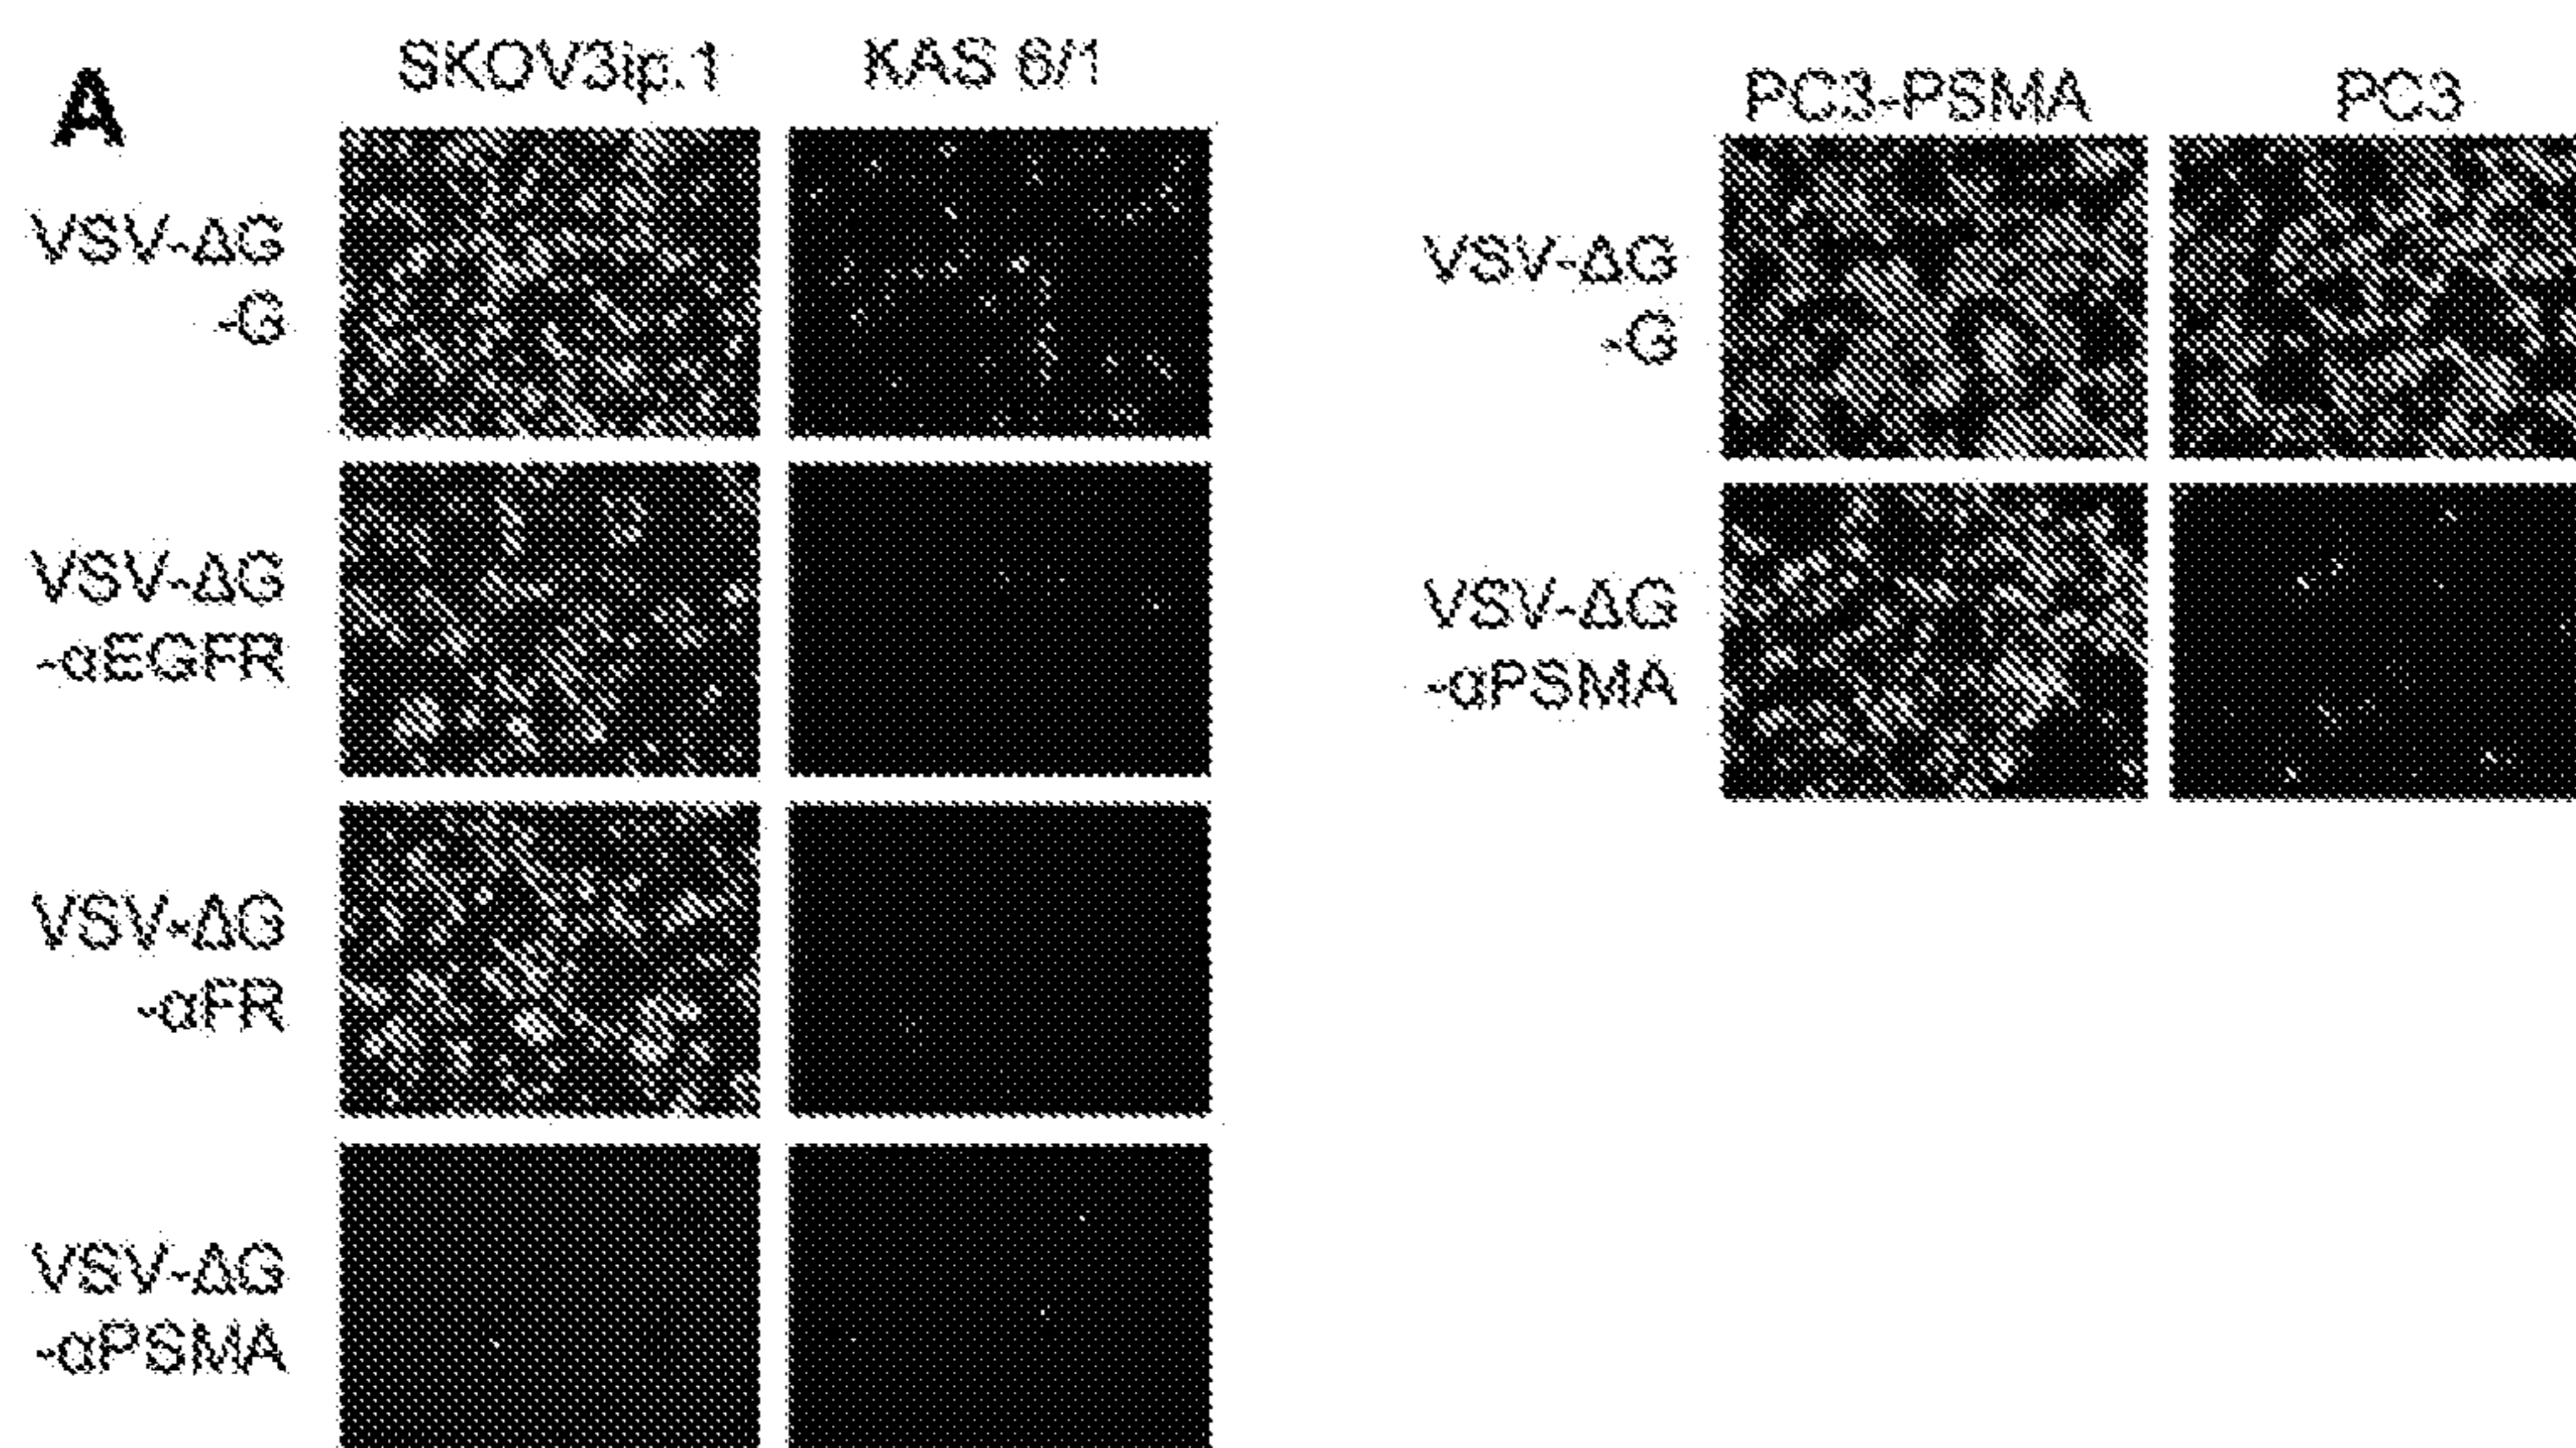 A
SKOV3ip.1
KAS 6/1
VSV-ΔG
-G
VSV-ΔG
-αEGFR
VSV-ΔG
-αFR
VSV-ΔG
-αPSMA
PC3-PSMA
PC3
VSV-ΔG
-G
VSV-ΔG
-αPSMA